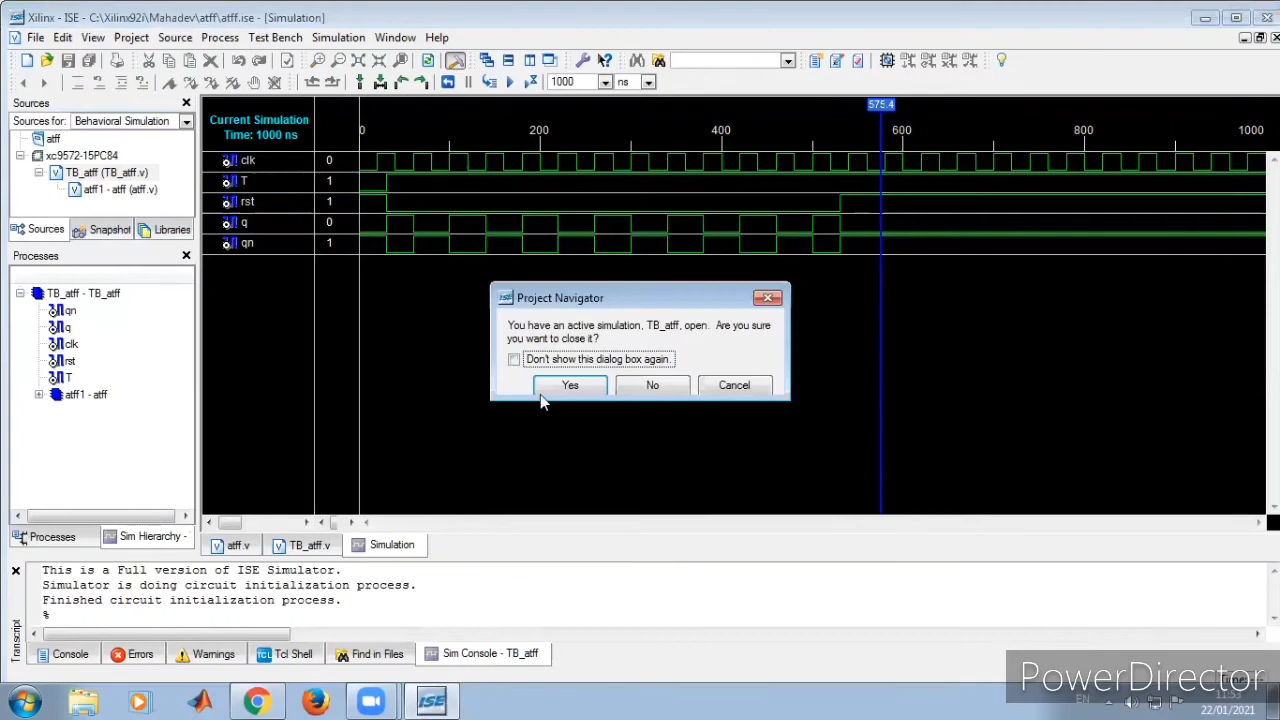 Xilinx - ISE - C:\Xilinx92i\Mahadev\atff\atff.ise - [Simulation]
File Edit View Project Source Process Test Bench Simulation Window Help
1000 ns
Sources
Sources for: Behavioral Simulation
atff
xc9572-15PC84
TB_atff (TB_atff.v)
atff1 - atff (atff.v)
Sources Snapshot Libraries
Processes
TB_atff - TB_atff
qn
q
clk
rst
T
atff1 - atff
Processes Sim Hierarchy -
575.4
Current Simulation
Time: 1000 ns
0 200 400 600 800 1000
clk 0
T 1
rst 1
q 0
qn 1
Project Navigator
You have an active simulation, TB_atff, open. Are you sure
you want to close it?
Don't show this dialog box again.
Yes No Cancel
atff.v TB_atff.v Simulation
This is a Full version of ISE Simulator.
Simulator is doing circuit initialization process.
Finished circuit initialization process.
%
Transcript
Console Errors Warnings Tcl Shell Find in Files Sim Console - TB_atff
PowerDirector
EN 11:53
22/01/2021